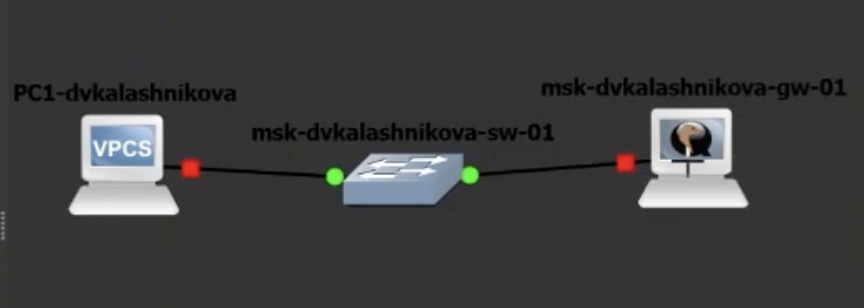 PC1-dvkalashnikova
msk-dvkalashnikova-gw-01
msk-dvkalashnikova-sw-01
VPCS